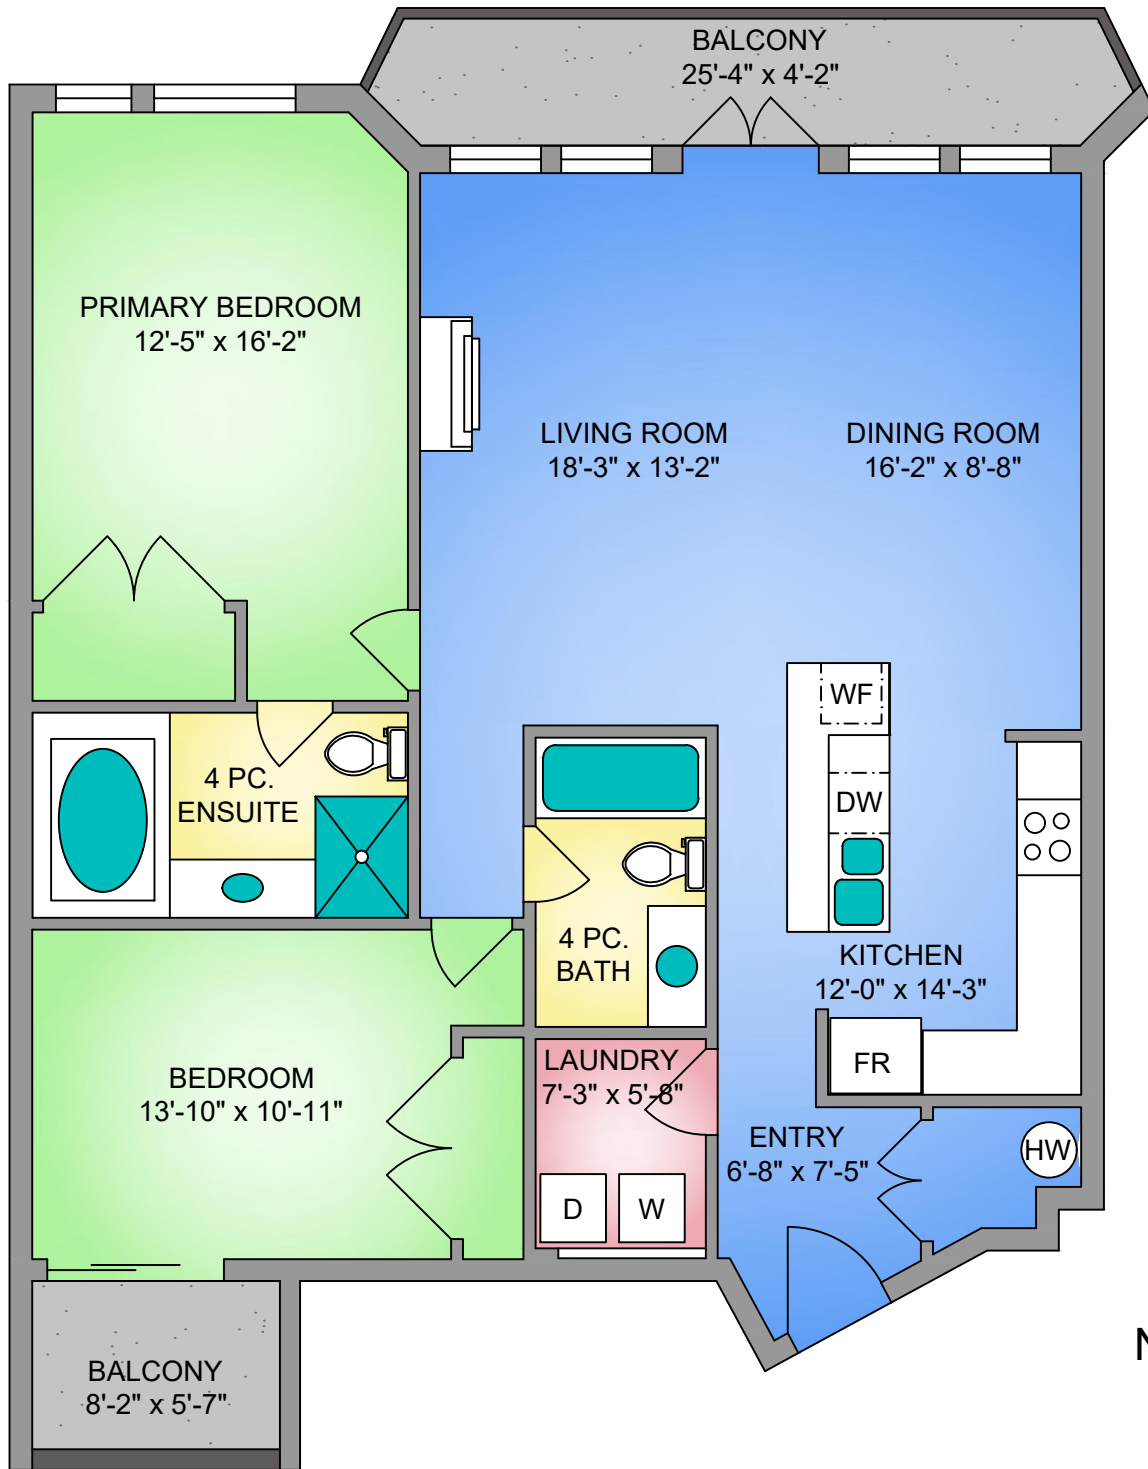 BALCONY
25'-4" x 4'-2"
PRIMARY BEDROOM
12'-5" x 16'-2"
LIVING ROOM
18'-3" x 13'-2"
DINING ROOM
16'-2" x 8'-8"
WF
DW
4 PC.
ENSUITE
4 PC.
BATH
KITCHEN
12'-0" x 14'-3"
FR
LAUNDRY
7'-3" x 5'-8"
BEDROOM
13'-10" x 10'-11"
ENTRY
6'-8" x 7'-5"
HW
D
W
BALCONY
8'-2" x 5'-7"
N